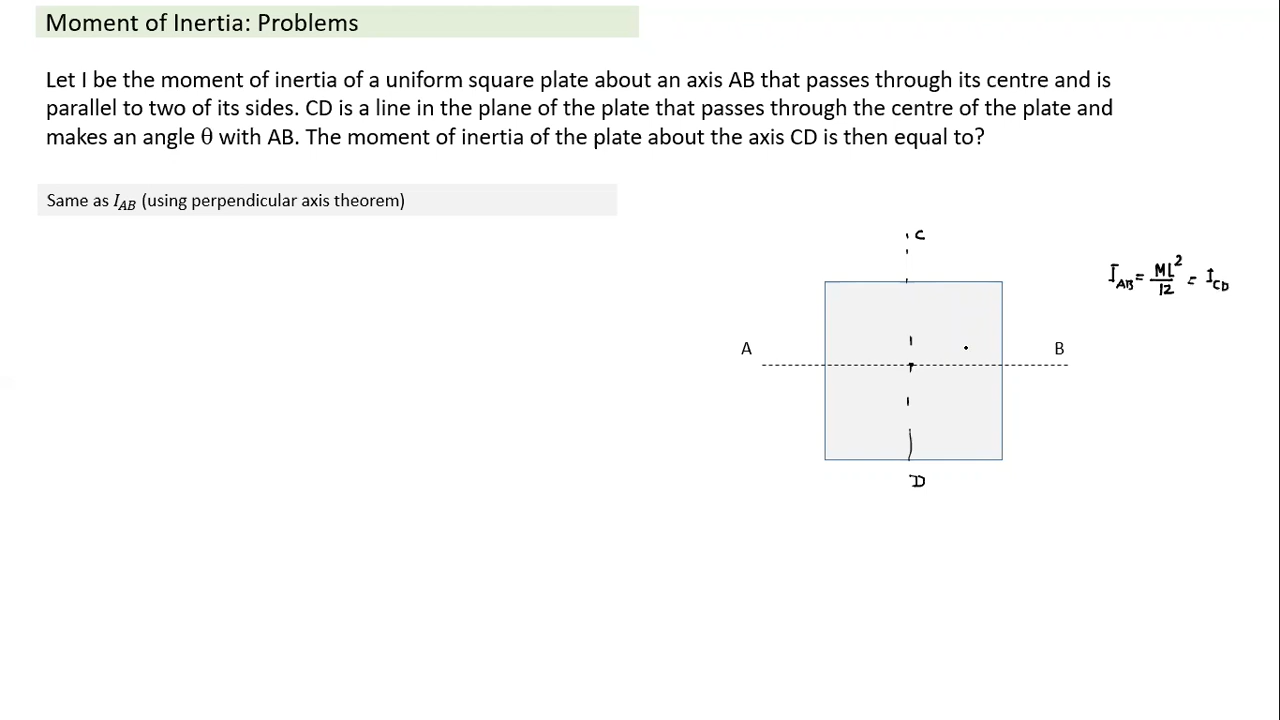 Moment of Inertia: Problems
Let I be the moment of inertia of a uniform square plate about an axis AB that passes through its centre and is
parallel to two of its sides. CD is a line in the plane of the plate that passes through the centre of the plate and
makes an angle θ with AB. The moment of inertia of the plate about the axis CD is then equal to?
Same as I_AB (using perpendicular axis theorem)
C
I_AB = ML²/12 = I_CD
A B
D